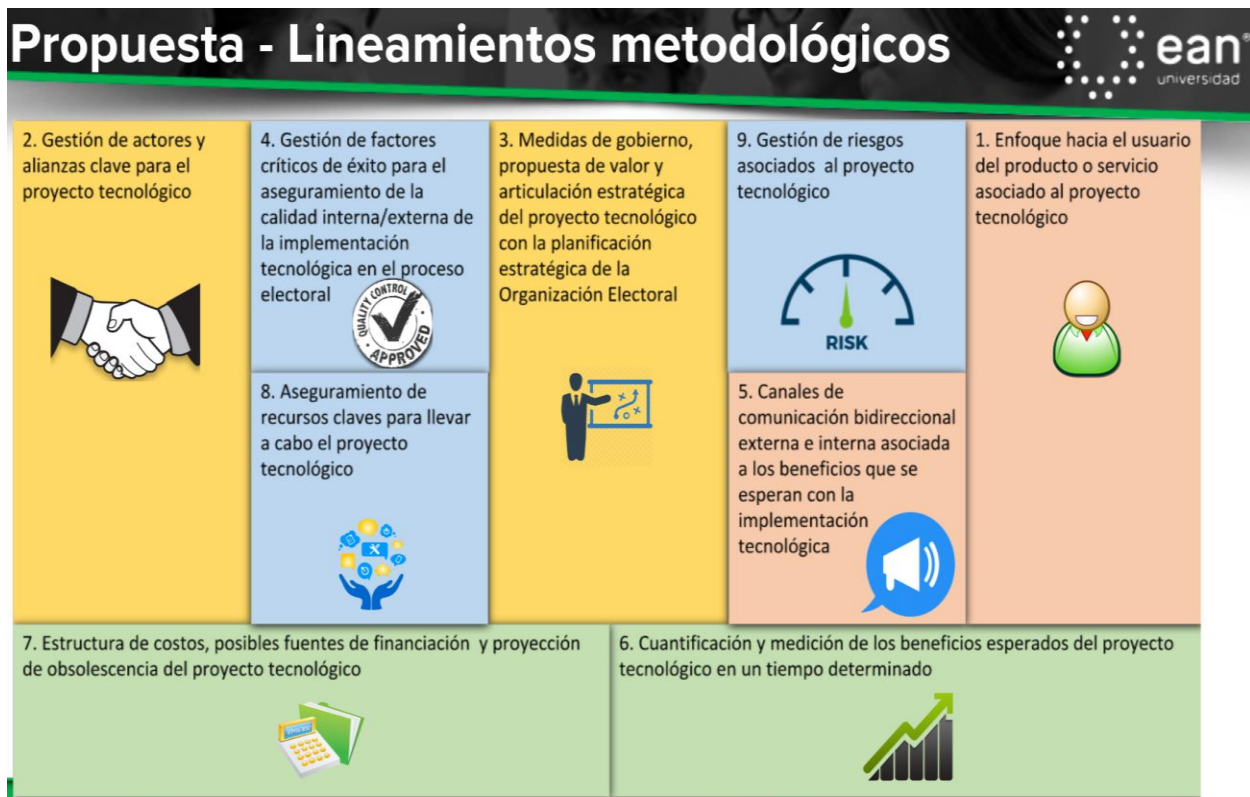 Propuesta - Lineamientos metodológicos
ean®
universidad
2. Gestión de actores y
alianzas clave para el
proyecto tecnológico
4. Gestión de factores
críticos de éxito para el
aseguramiento de la
calidad interna/externa de
la implementación
tecnológica en el proceso
electoral
QUALITY CONTROL
APPROVED
8. Aseguramiento de
recursos claves para llevar
a cabo el proyecto
tecnológico
3. Medidas de gobierno,
propuesta de valor y
articulación estratégica
del proyecto tecnológico
con la planificación
estratégica de la
Organización Electoral
9. Gestión de riesgos
asociados al proyecto
tecnológico
RISK
5. Canales de
comunicación bidireccional
externa e interna asociada
a los beneficios que se
esperan con la
implementación
tecnológica
1. Enfoque hacia el usuario
del producto o servicio
asociado al proyecto
tecnológico
7. Estructura de costos, posibles fuentes de financiación y proyección
de obsolescencia del proyecto tecnológico
6. Cuantificación y medición de los beneficios esperados del proyecto
tecnológico en un tiempo determinado